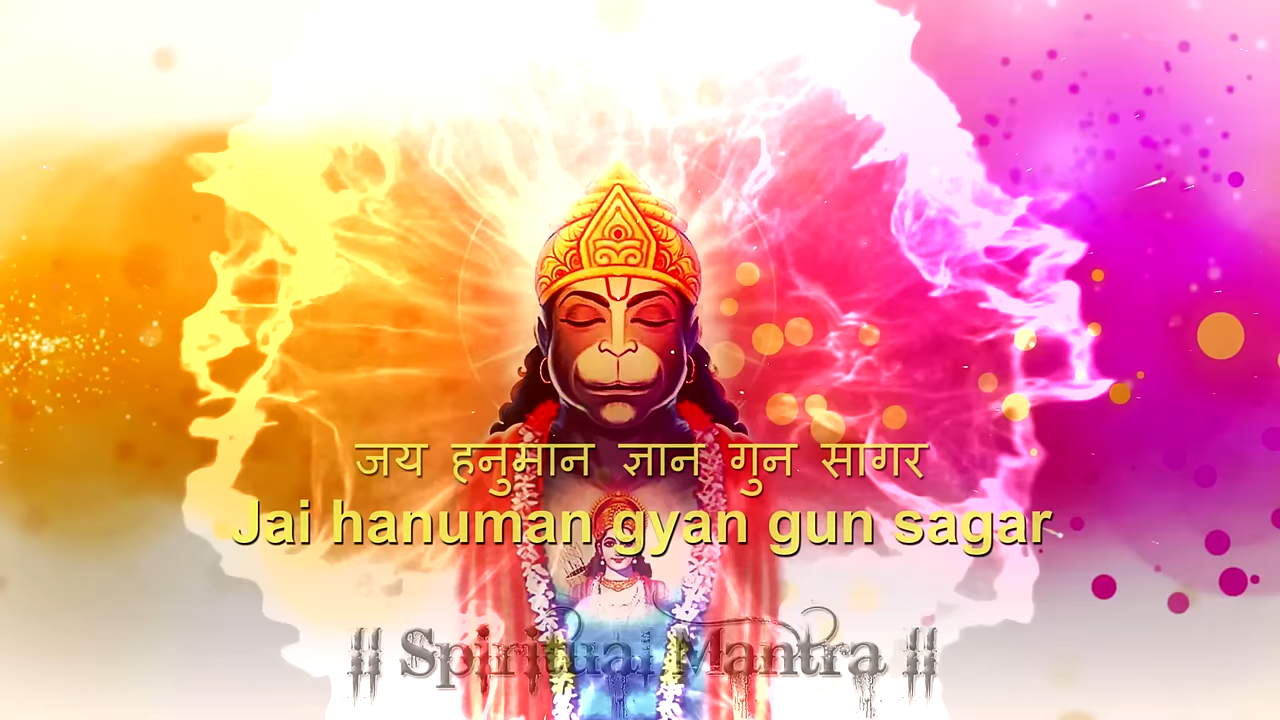 जय हनुमान ज्ञान गुन सागर
Jai hanuman gyan gun sagar
|| Spiritual Mantra ||